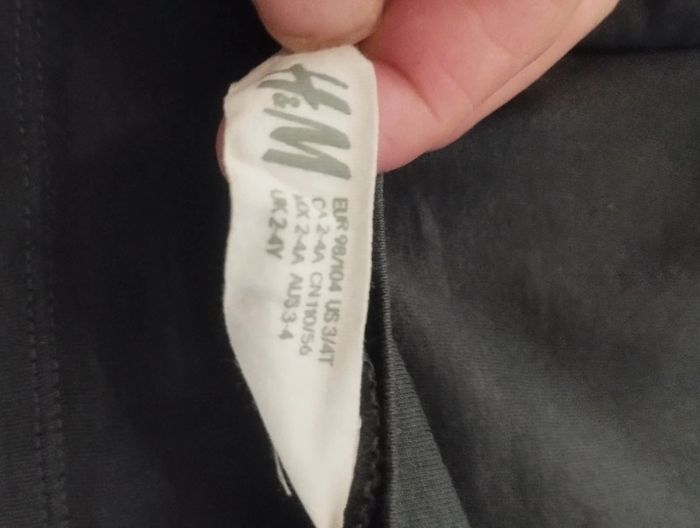 H&M
EUR 98/104 US 3/4T
CA 2-4A CN 110/56
MX 2-4A AUS 3-4
UK 2-4Y